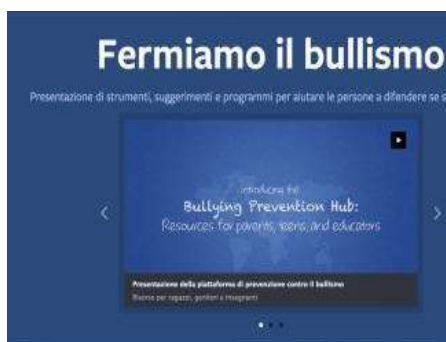 Fermiamo il bullismo
Presentazione di strumenti, suggerimenti e programmi per aiutare le persone a difendere se s
Introducing the
Bullying Prevention Hub:
Resources for parents, teens, and educators
Presentazione della piattaforma di prevenzione contro il bullismo
Risorse per ragazzi, genitori e insegnanti